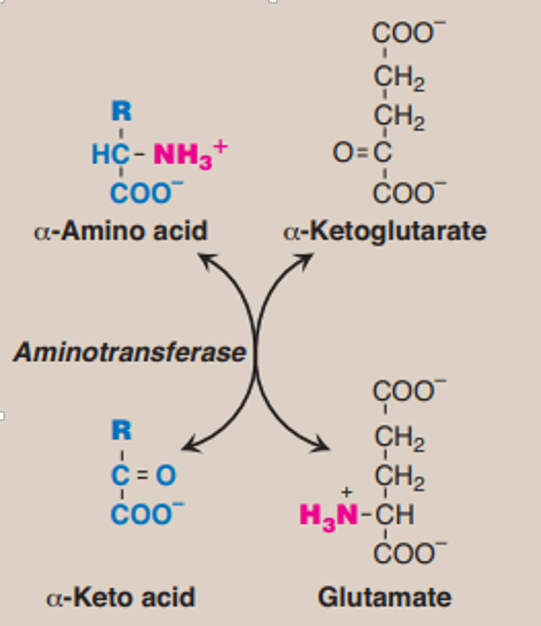 R
HC-NH₃⁺
COO⁻
α-Amino acid
COO⁻
CH₂
CH₂
O=C
COO⁻
α-Ketoglutarate
Aminotransferase
R
C=O
COO⁻
α-Keto acid
COO⁻
CH₂
CH₂
+
H₃N-CH
COO⁻
Glutamate